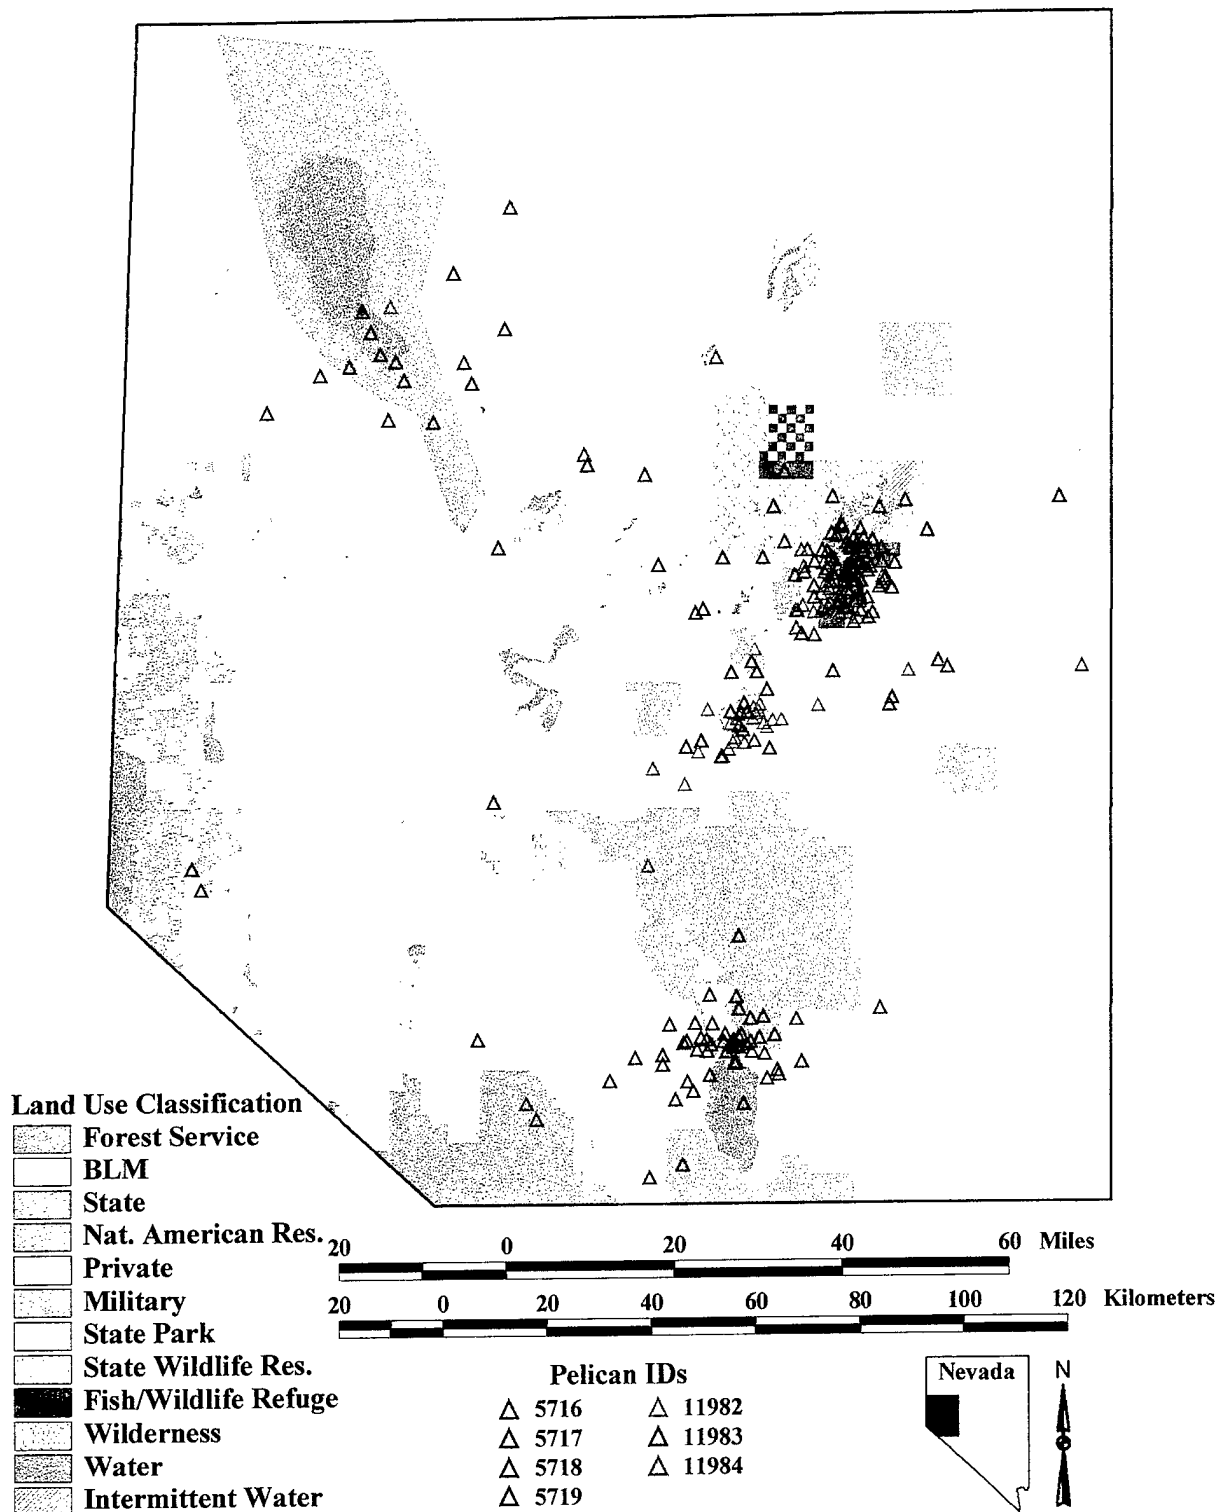 Land Use Classification
Forest Service
BLM
State
Nat. American Res.
Private
Military
State Park
State Wildlife Res.
Fish/Wildlife Refuge
Wilderness
Water
Intermittent Water
20 0 20 40 60 Miles
20 0 20 40 60 80 100 120 Kilometers
Pelican IDs
5716 11982
5717 11983
5718 11984
5719
Nevada
N